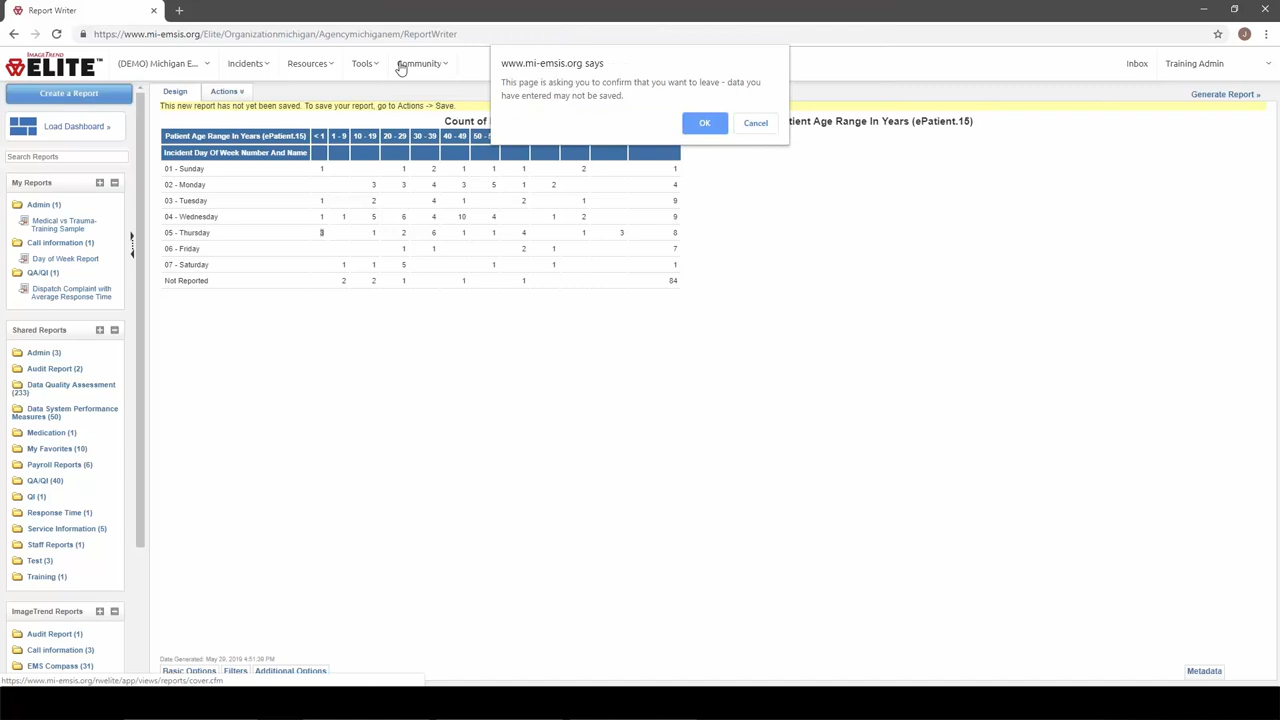 Report Writer
https://www.mi-emsis.org/Elite/Organizationmichigan/Agencymichiganem/ReportWriter
J
IMAGETREND
ELITE™
(DEMO) Michigan E...
Incidents
Resources
Tools
Community
Inbox
Training Admin
www.mi-emsis.org says
This page is asking you to confirm that you want to leave - data you
have entered may not be saved.
OK
Cancel
Create a Report
Load Dashboard »
Search Reports
My Reports
Admin (1)
Medical vs Trauma-
Training Sample
Call information (1)
Day of Week Report
QA/QI (1)
Dispatch Complaint with
Average Response Time
Shared Reports
Admin (3)
Audit Report (2)
Data Quality Assessment
(233)
Data System Performance
Measures (50)
Medication (1)
My Favorites (10)
Payroll Reports (6)
QA/QI (40)
QI (1)
Response Time (1)
Service Information (5)
Staff Reports (1)
Test (3)
Training (1)
ImageTrend Reports
Audit Report (1)
Call information (3)
EMS Compass (31)
Design
Actions
Generate Report »
This new report has not yet been saved. To save your report, go to Actions -> Save.
Count of
Patient Age Range In Years (ePatient.15)
Patient Age Range In Years (ePatient.15) < 1 1 - 9 10 - 19 20 - 29 30 - 39 40 - 49 50 -
Incident Day Of Week Number And Name
01 - Sunday 1 1 2 1 1 1 2 1
02 - Monday 3 3 4 3 5 1 2 4
03 - Tuesday 1 2 4 1 2 1 9
04 - Wednesday 1 1 5 6 4 10 4 1 2 9
05 - Thursday 3 1 2 6 1 1 4 1 3 8
06 - Friday 1 1 2 1 7
07 - Saturday 1 1 5 1 1 1
Not Reported 2 2 1 1 1 84
Date Generated: May 29, 2019 4:51:39 PM
Basic Options
Filters
Additional Options
Metadata
https://www.mi-emsis.org/rwelite/app/views/reports/cover.cfm